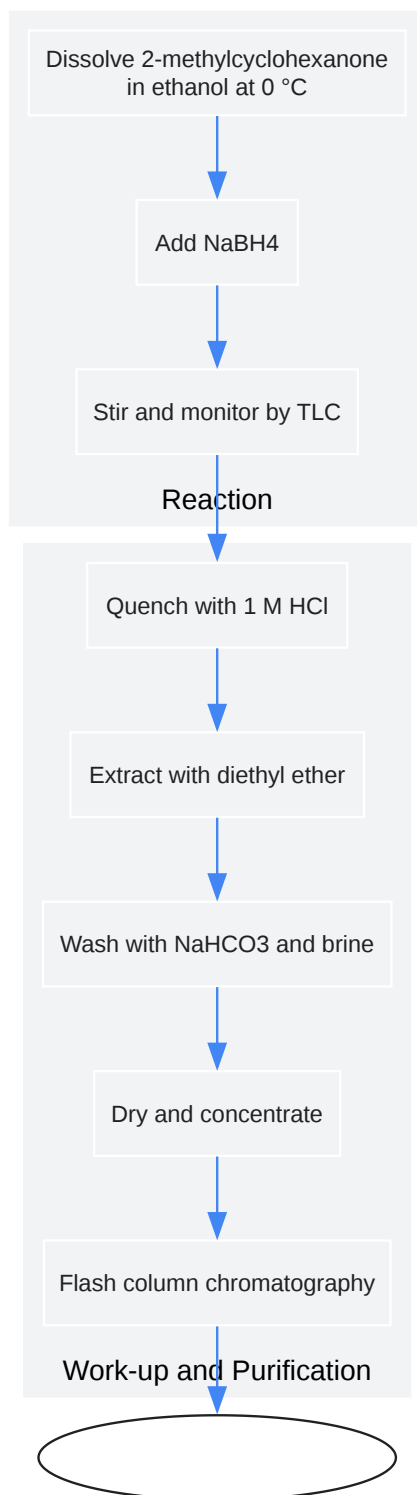 Dissolve 2-methylcyclohexanone
in ethanol at 0 °C
Add NaBH4
Stir and monitor by TLC
Reaction
Quench with 1 M HCl
Extract with diethyl ether
Wash with NaHCO3 and brine
Dry and concentrate
Flash column chromatography
Work-up and Purification